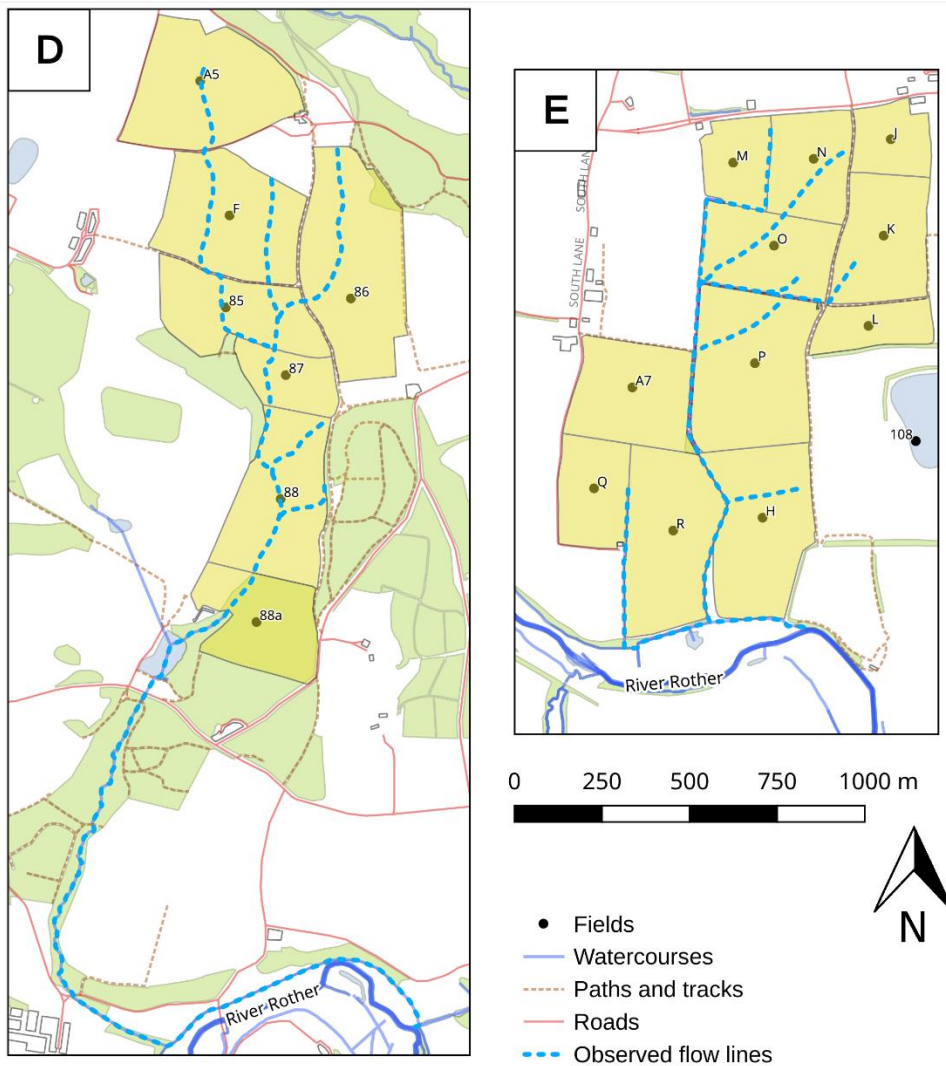 D
A5
F
85
86
87
88
88a
River Rother
E
SOUTH LANE
SOUTH LANE
M
N
J
O
K
L
P
A7
108
Q
R
H
River Rother
0 250 500 750 1000 m
N
Fields
Watercourses
Paths and tracks
Roads
Observed flow lines